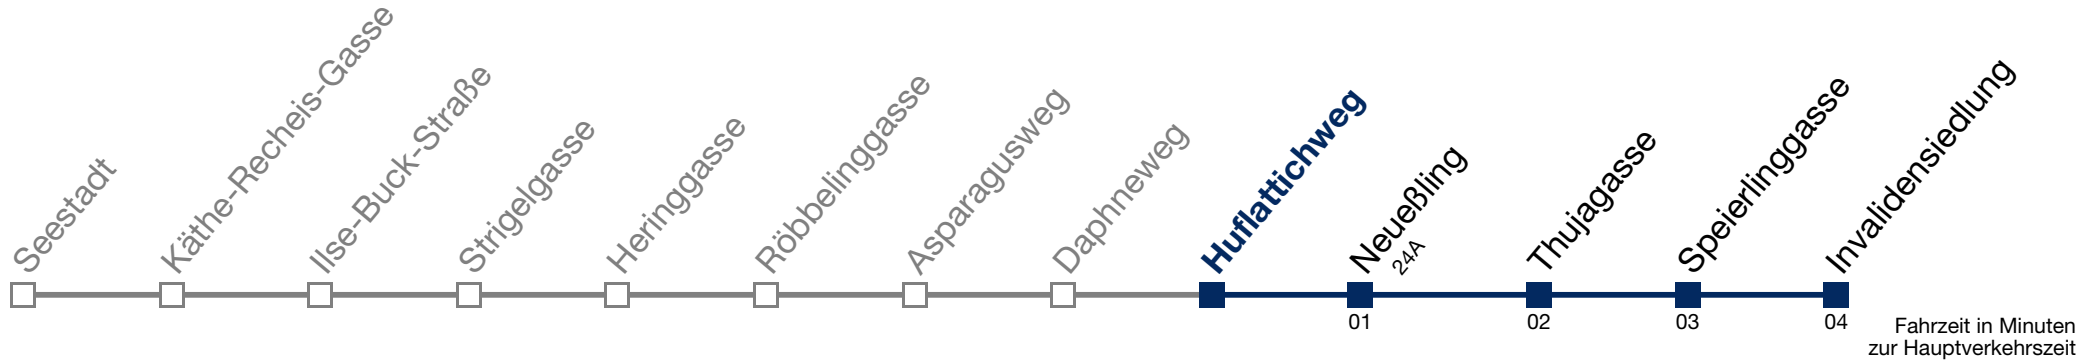 Seestadt
Käthe-Recheis-Gasse
Ilse-Buck-Straße
Strigelgasse
Heringgasse
Röbbelinggasse
Asparagusweg
Daphneweg
Huflattichweg
Neueßling
24A
Thujagasse
Speierlinggasse
Invalidensiedlung
01
02
03
04
Fahrzeit in Minuten
zur Hauptverkehrszeit